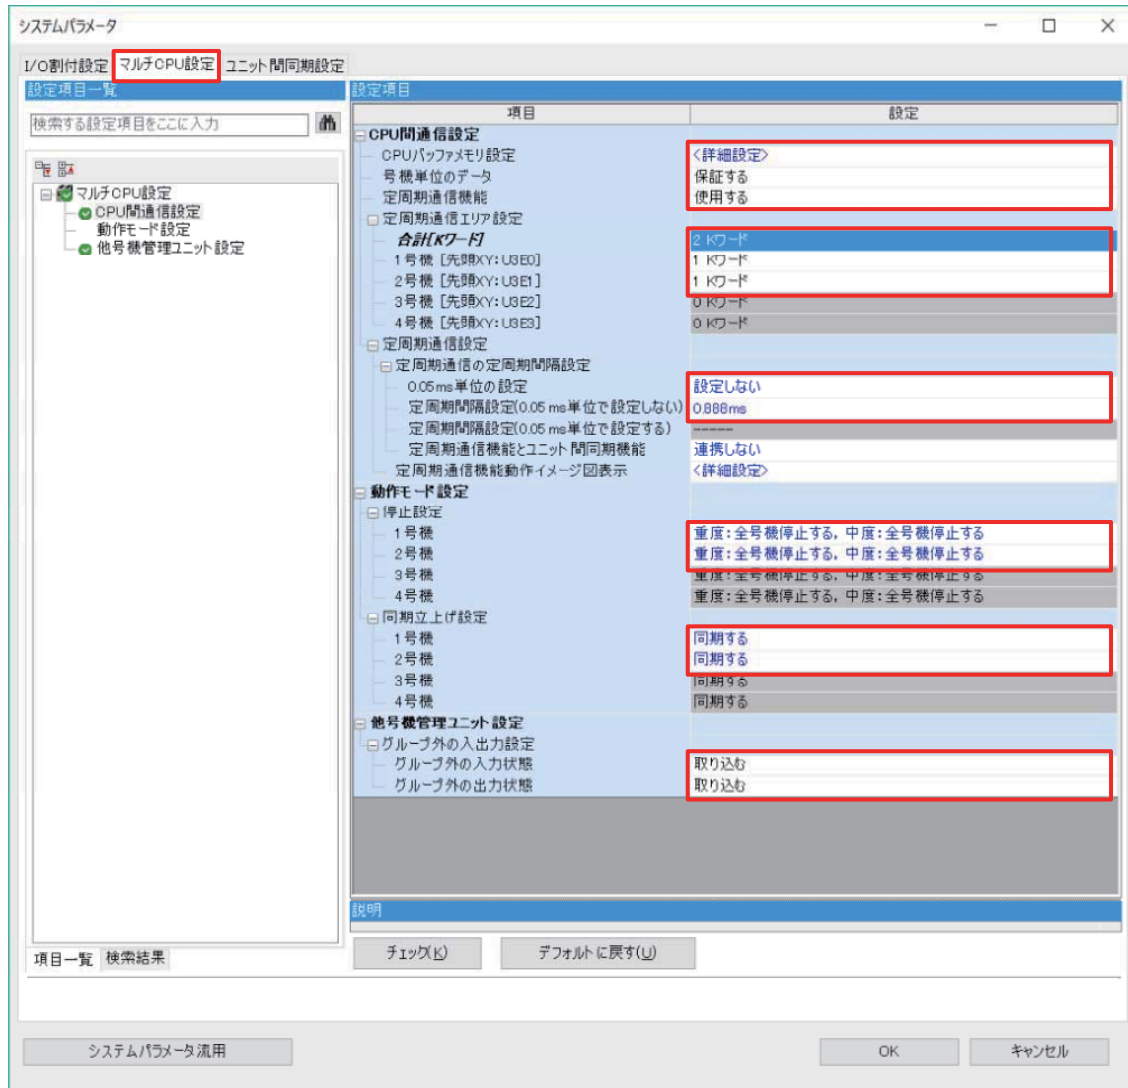 システムパラメータ
I/O割付設定 マルチCPU設定 ユニット間同期設定
設定項目一覧
検索する設定項目をここに入力
マルチCPU設定
CPU間通信設定
動作モード設定
他号機管理ユニット設定
項目一覧 検索結果
設定項目
項目 設定
CPU間通信設定
CPUバッファメモリ設定 <詳細設定>
号機単位のデータ 保証する
定周期通信機能 使用する
定周期通信エリア設定
合計[Kワード] 2 Kワード
1号機 [先頭XY:U3E0] 1 Kワード
2号機 [先頭XY:U3E1] 1 Kワード
3号機 [先頭XY:U3E2] 0 Kワード
4号機 [先頭XY:U3E3] 0 Kワード
定周期通信設定
定周期通信の定周期間隔設定
0.05ms単位の設定 設定しない
定周期間隔設定(0.05 ms単位で設定しない) 0.888ms
定周期間隔設定(0.05 ms単位で設定する) -----
定周期通信機能とユニット間同期機能 連携しない
定周期通信機能動作イメージ図表示 <詳細設定>
動作モード設定
停止設定
1号機 重度:全号機停止する, 中度:全号機停止する
2号機 重度:全号機停止する, 中度:全号機停止する
3号機 重度:全号機停止する, 中度:全号機停止する
4号機 重度:全号機停止する, 中度:全号機停止する
同期立上げ設定
1号機 同期する
2号機 同期する
3号機 同期する
4号機 同期する
他号機管理ユニット設定
グループ外の入出力設定
グループ外の入力状態 取り込む
グループ外の出力状態 取り込む
説明
チェック(K) デフォルトに戻す(U)
システムパラメータ流用 OK キャンセル